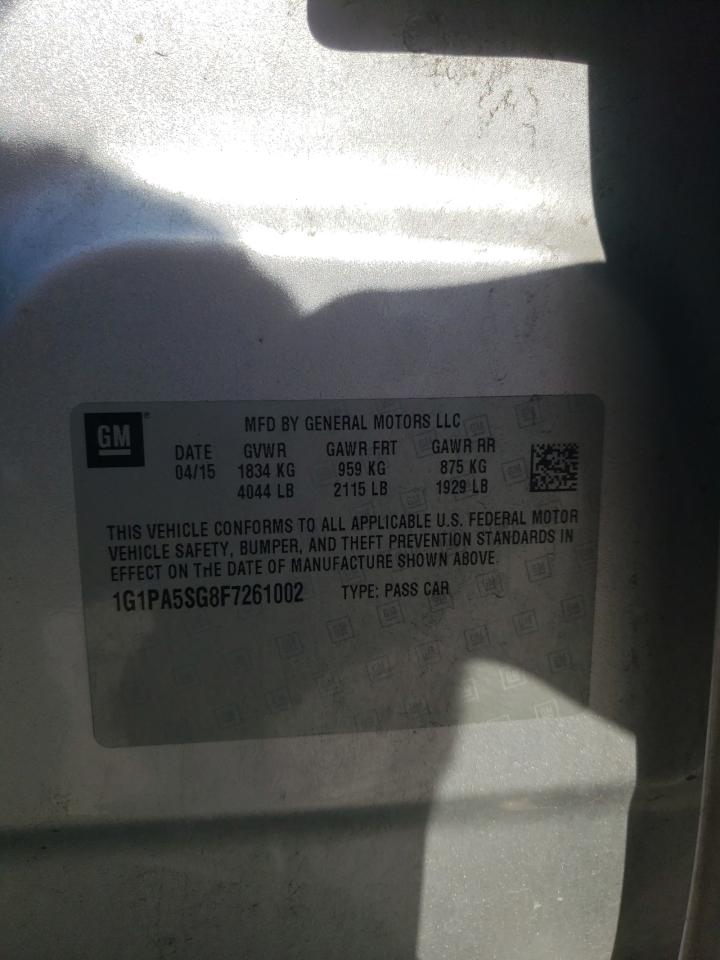 GM®
MFD BY GENERAL MOTORS LLC
DATE GVWR GAWR FRT GAWR RR
04/15 1834 KG 959 KG 875 KG
4044 LB 2115 LB 1929 LB
THIS VEHICLE CONFORMS TO ALL APPLICABLE U.S. FEDERAL MOTOR
VEHICLE SAFETY, BUMPER, AND THEFT PREVENTION STANDARDS IN
EFFECT ON THE DATE OF MANUFACTURE SHOWN ABOVE.
1G1PA5SG8F7261002 TYPE: PASS CAR